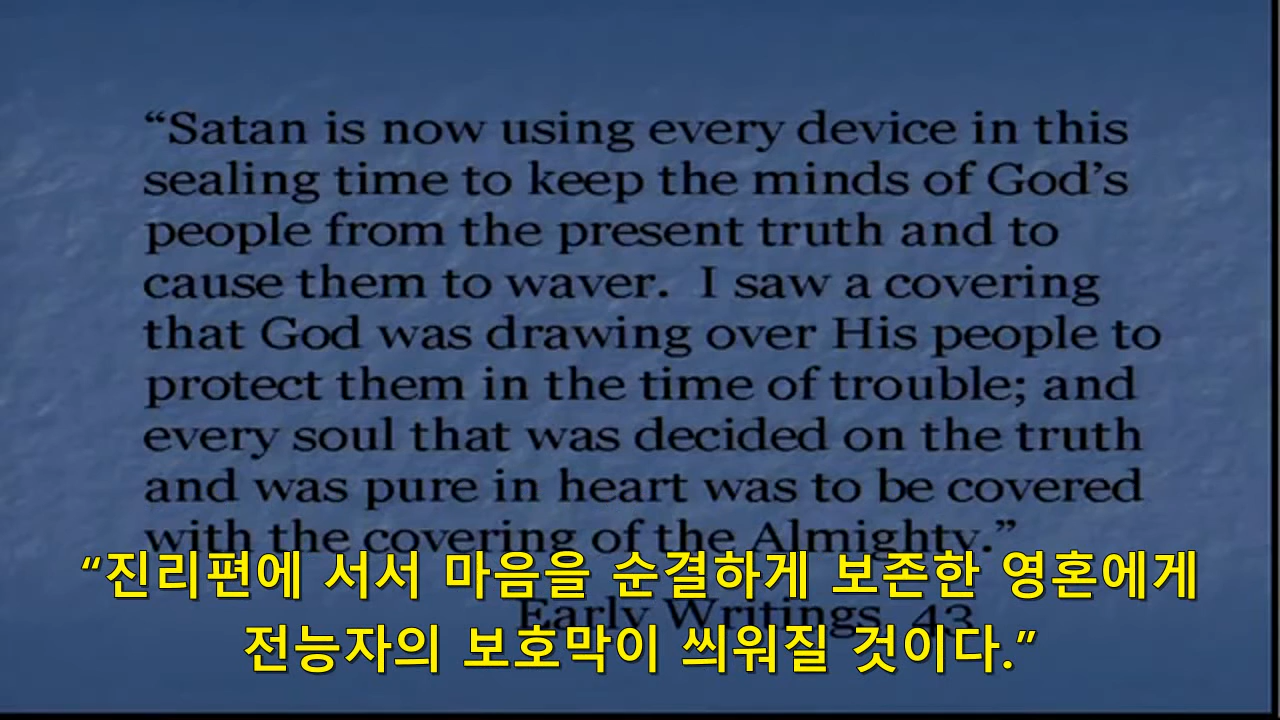 “Satan is now using every device in this
sealing time to keep the minds of God’s
people from the present truth and to
cause them to waver.  I saw a covering
that God was drawing over His people to
protect them in the time of trouble; and
every soul that was decided on the truth
and was pure in heart was to be covered
with the covering of the Almighty.”
“진리편에 서서 마음을 순결하게 보존한 영혼에게
Early Writings, 43
전능자의 보호막이 씌워질 것이다.”